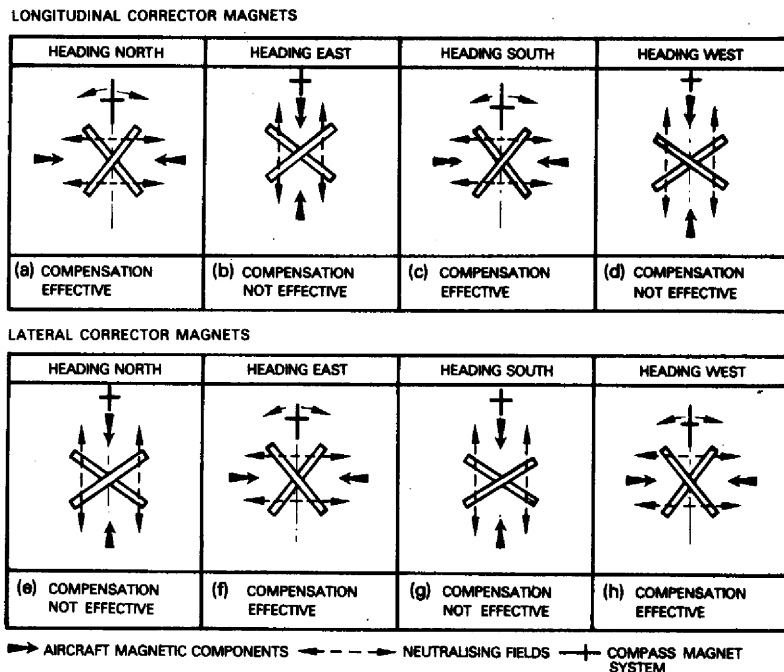 LONGITUDINAL CORRECTOR MAGNETS
HEADING NORTH HEADING EAST HEADING SOUTH HEADING WEST
(a) COMPENSATION EFFECTIVE
(b) COMPENSATION NOT EFFECTIVE
(c) COMPENSATION EFFECTIVE
(d) COMPENSATION NOT EFFECTIVE
LATERAL CORRECTOR MAGNETS
HEADING NORTH HEADING EAST HEADING SOUTH HEADING WEST
(e) COMPENSATION NOT EFFECTIVE
(f) COMPENSATION EFFECTIVE
(g) COMPENSATION NOT EFFECTIVE
(h) COMPENSATION EFFECTIVE
AIRCRAFT MAGNETIC COMPONENTS NEUTRALISING FIELDS COMPASS MAGNET
SYSTEM